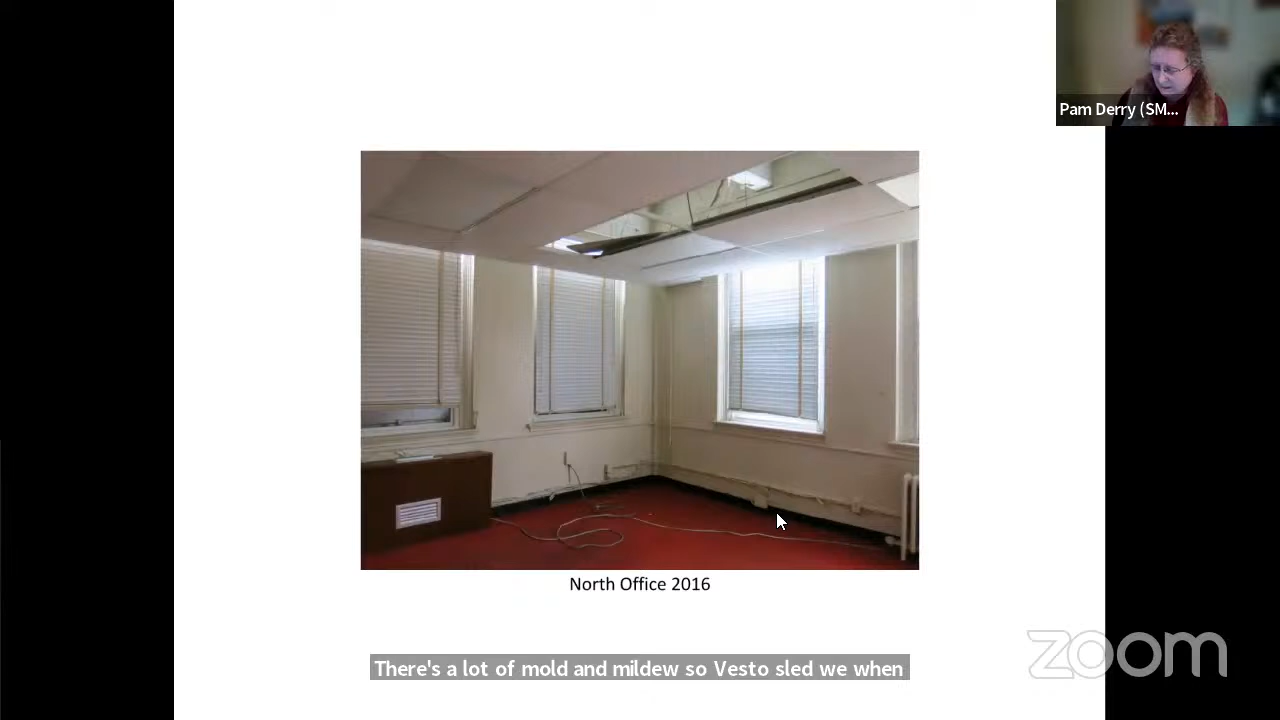 Pam Derry (SM...
North Office 2016
There's a lot of mold and mildew so Vesto sled we when
zoom